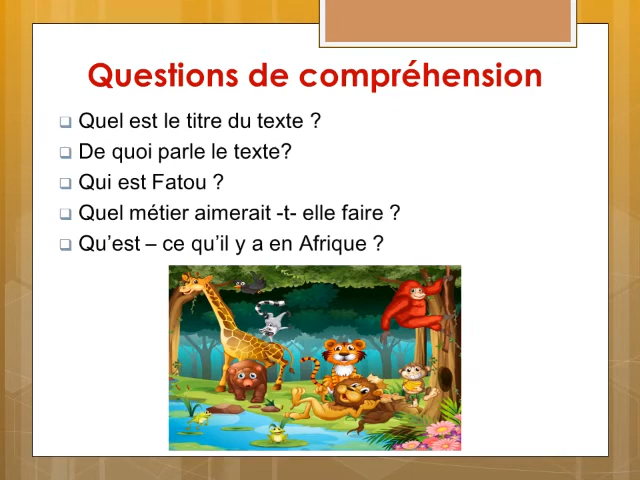 Questions de compréhension
Quel est le titre du texte ?
De quoi parle le texte?
Qui est Fatou ?
Quel métier aimerait -t- elle faire ?
Qu’est – ce qu’il y a en Afrique ?